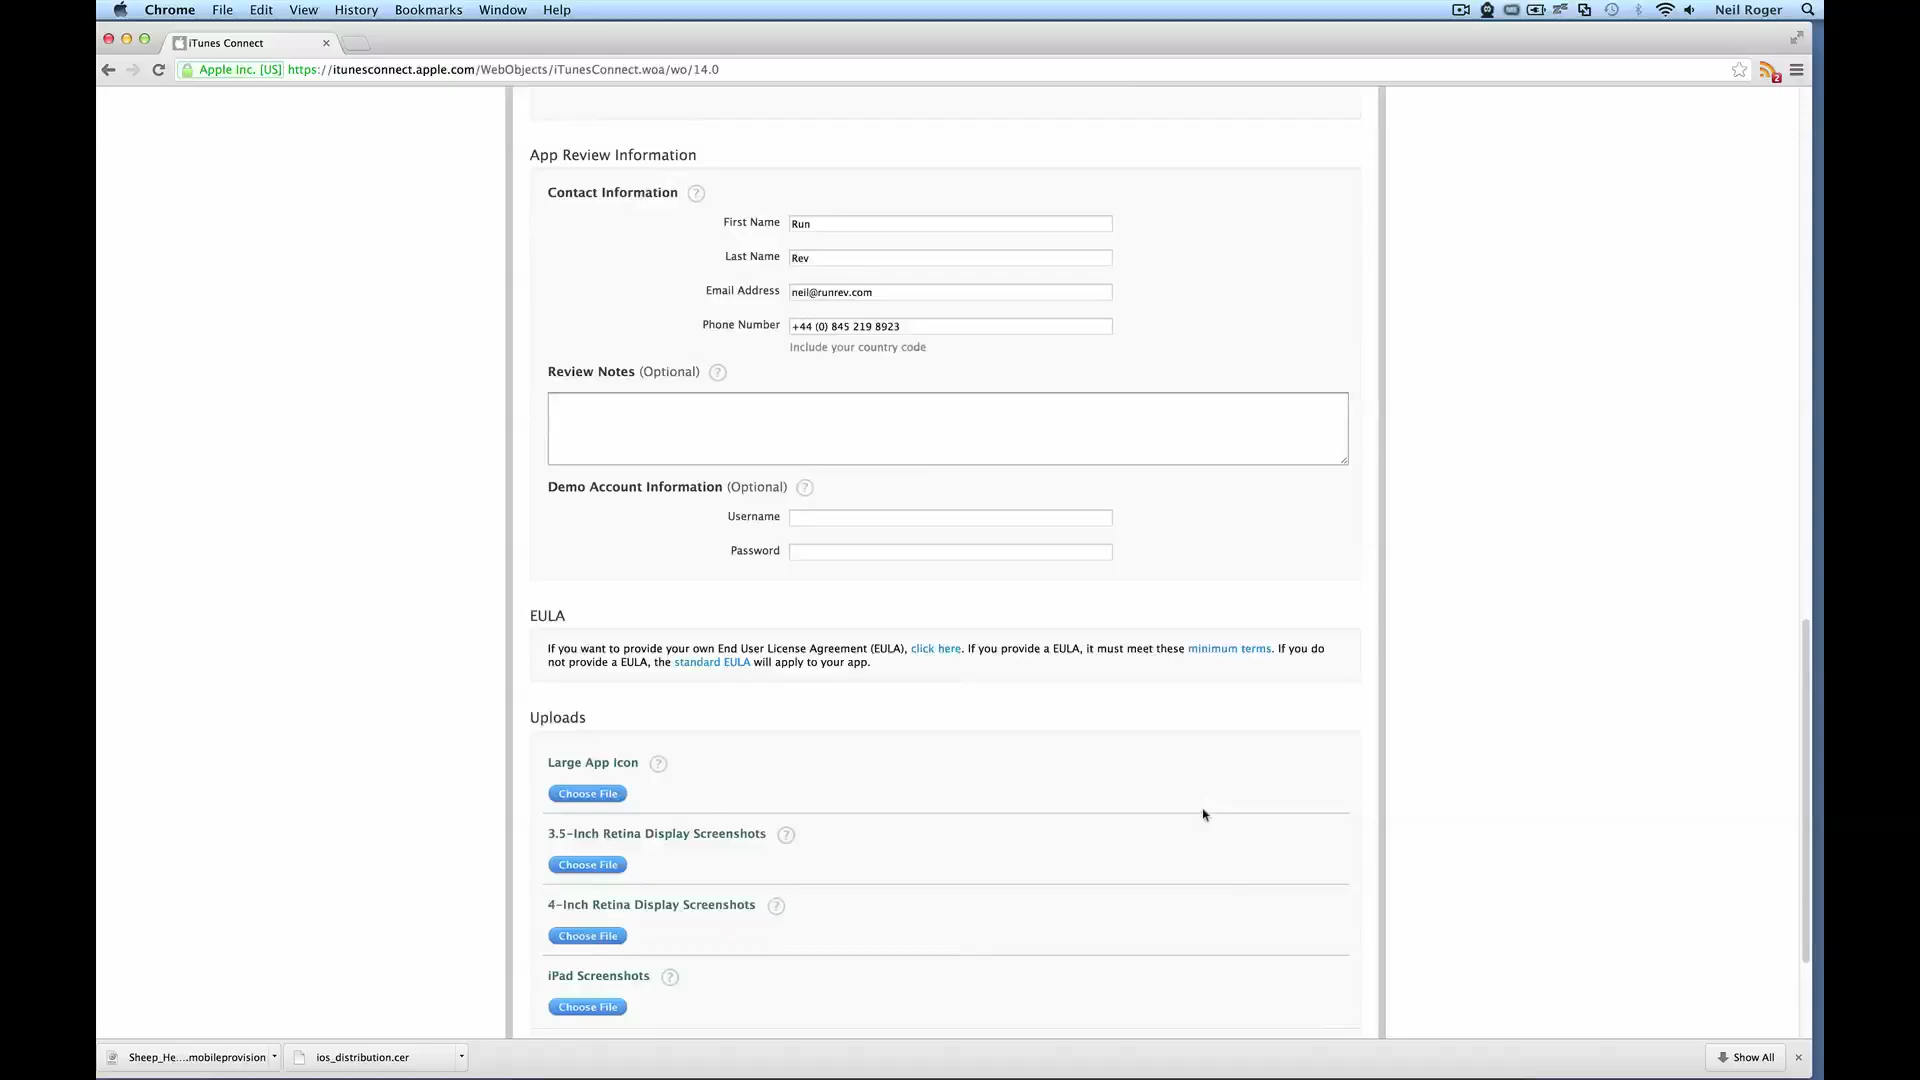 Chrome File Edit View History Bookmarks Window Help Neil Roger
iTunes Connect
Apple Inc. [US] https://itunesconnect.apple.com/WebObjects/iTunesConnect.woa/wo/14.0
2
App Review Information
Contact Information ?
First Name Run
Last Name Rev
Email Address neil@runrev.com
Phone Number +44 (0) 845 219 8923
Include your country code
Review Notes (Optional) ?
Demo Account Information (Optional) ?
Username
Password
EULA
If you want to provide your own End User License Agreement (EULA), click here. If you provide a EULA, it must meet these minimum terms. If you do
not provide a EULA, the standard EULA will apply to your app.
Uploads
Large App Icon ?
Choose File
3.5-Inch Retina Display Screenshots ?
Choose File
4-Inch Retina Display Screenshots ?
Choose File
iPad Screenshots ?
Choose File
Sheep_He....mobileprovision ios_distribution.cer Show All